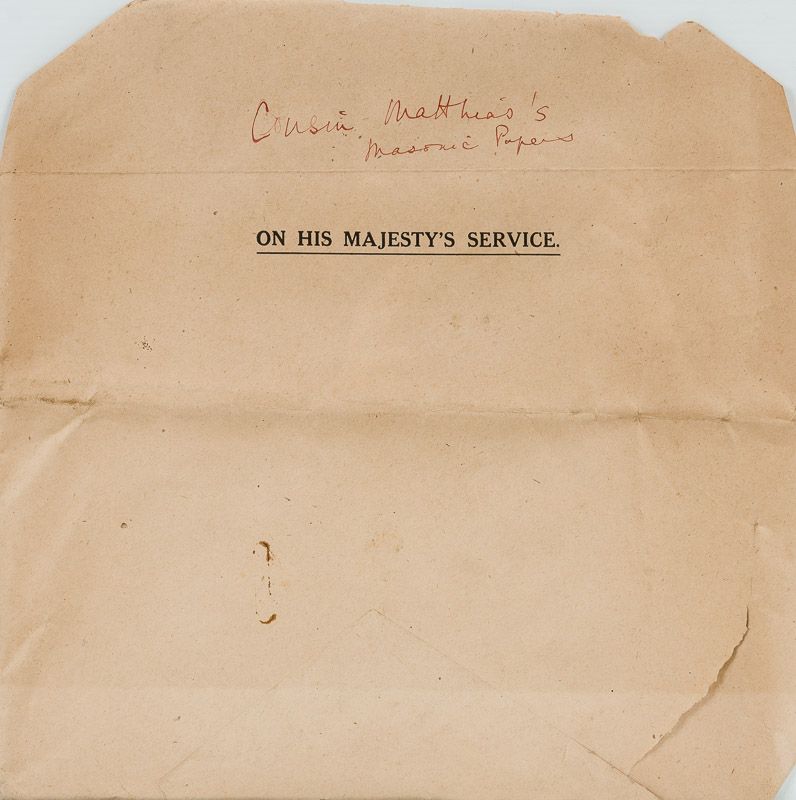 Cousin Matthias's
Masonic Papers
ON HIS MAJESTY'S SERVICE.